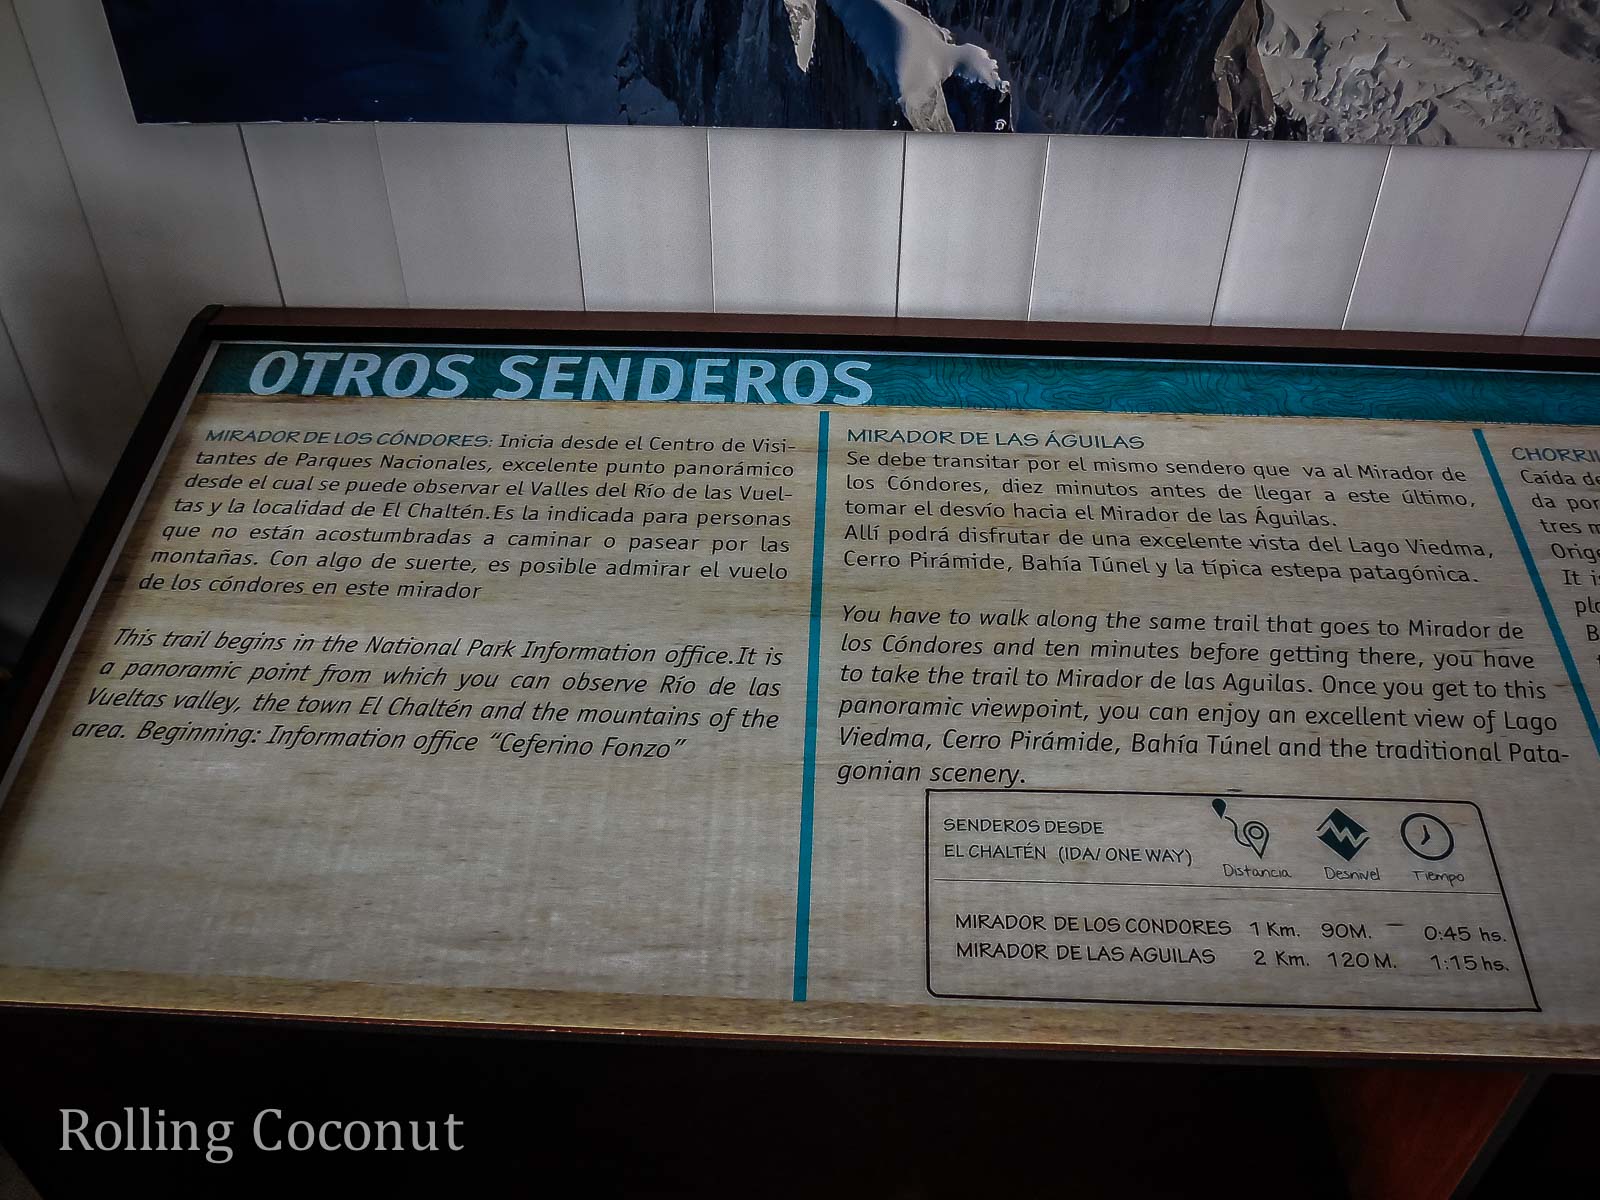 OTROS SENDEROS
MIRADOR DE LOS CÓNDORES: Inicia desde el Centro de Visi-
tantes de Parques Nacionales, excelente punto panorámico
desde el cual se puede observar el Valles del Río de las Vuel-
tas y la localidad de El Chaltén.Es la indicada para personas
que no están acostumbradas a caminar o pasear por las
montañas. Con algo de suerte, es posible admirar el vuelo
de los cóndores en este mirador
This trail begins in the National Park Information office.It is
a panoramic point from which you can observe Río de las
Vueltas valley, the town El Chaltén and the mountains of the
area. Beginning: Information office “Ceferino Fonzo”
MIRADOR DE LAS ÁGUILAS
Se debe transitar por el mismo sendero que va al Mirador de
los Cóndores, diez minutos antes de llegar a este último,
tomar el desvío hacia el Mirador de las Águilas.
Allí podrá disfrutar de una excelente vista del Lago Viedma,
Cerro Pirámide, Bahía Túnel y la típica estepa patagónica.
You have to walk along the same trail that goes to Mirador de
los Cóndores and ten minutes before getting there, you have
to take the trail to Mirador de las Aguilas. Once you get to this
panoramic viewpoint, you can enjoy an excellent view of Lago
Viedma, Cerro Pirámide, Bahía Túnel and the traditional Pata-
gonian scenery.
SENDEROS DESDE
EL CHALTÉN (IDA/ ONE WAY)
Distancia Desnivel Tiempo
MIRADOR DE LOS CONDORES 1 Km. 90M. 0:45 hs.
MIRADOR DE LAS AGUILAS 2 Km. 120 M. 1:15 hs.
Caída
da por
tres
It
Rolling Coconut